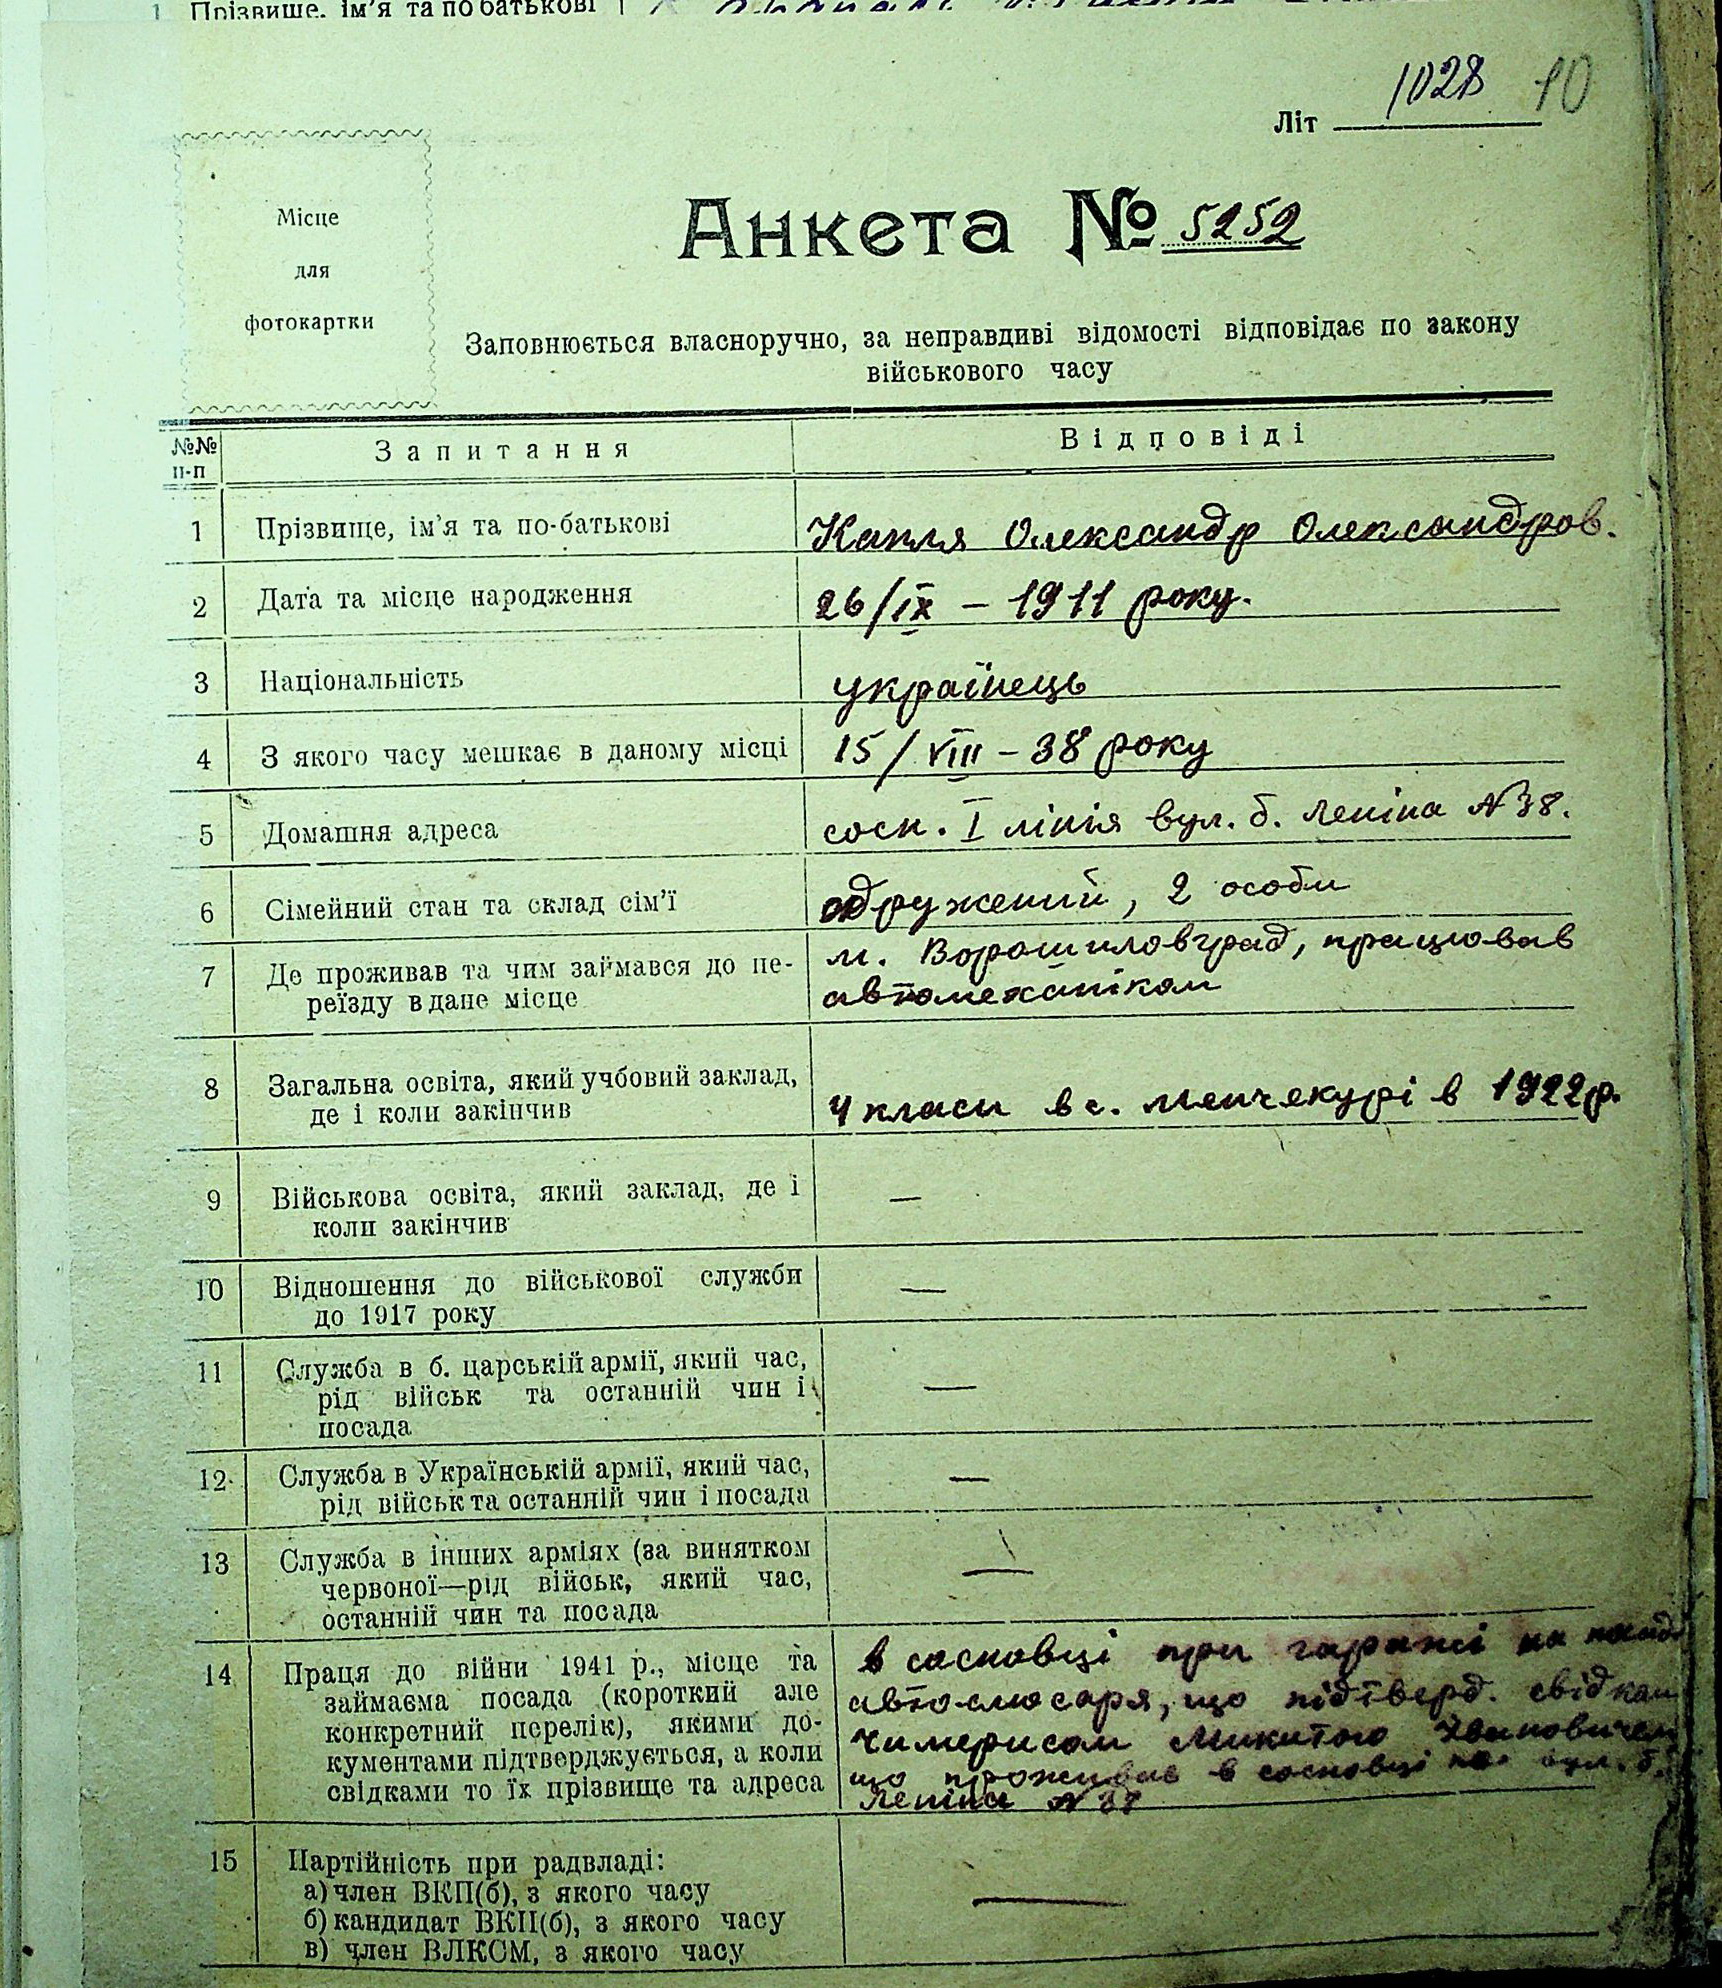 1 Прізвище, ім'я та по батькові
1028 10
Літ
Місце
для
фотокартки
Анкета № 5252
Заповнюється власноручно, за неправдиві відомості відповідає по закону
військового часу
№№ п-п Запитання Відповіді
1 Прізвище, ім'я та по-батькові Капля Олександр Олександров.
2 Дата та місце народження 26/IX – 1911 року.
3 Національність українець
4 З якого часу мешкає в даному місці 15/VIII – 38 року
5 Домашня адреса сосн. I лінія вул. б. Леніна № 38.
6 Сімейний стан та склад сім'ї одружений, 2 особи
7 Де проживав та чим займався до пе- м. Ворошиловград, працював
реїзду в дане місце автомеханіком
8 Загальна освіта, який учбовий заклад,
де і коли закінчив 4 класи в с. Менчекурі в 1922р.
9 Військова освіта, який заклад, де і —
коли закінчив
10 Відношення до військової служби —
до 1917 року
11 Служба в б. царській армії, який час,
рід військ та останній чин і —
посада
12 Служба в Українській армії, який час, —
рід військ та останній чин і посада
13 Служба в інших арміях (за винятком
червоної—рід військ, який час, —
останній чин та посада
14 Праця до війни 1941 р., місце та в сосновці при гаражі на
займаєма посада (короткий але автослюсаря, що підтверд. свідком
конкретний перелік), якими до- Чимерисом Микитою Івановичем
кументами підтверджується, а коли що проживає в сосновці по вул. б.
свідками то їх прізвище та адреса Леніна № 37
15 Партійність при радвладі:
а) член ВКП(б), з якого часу —
б) кандидат ВКП(б), з якого часу
в) член ВЛКСМ, з якого часу